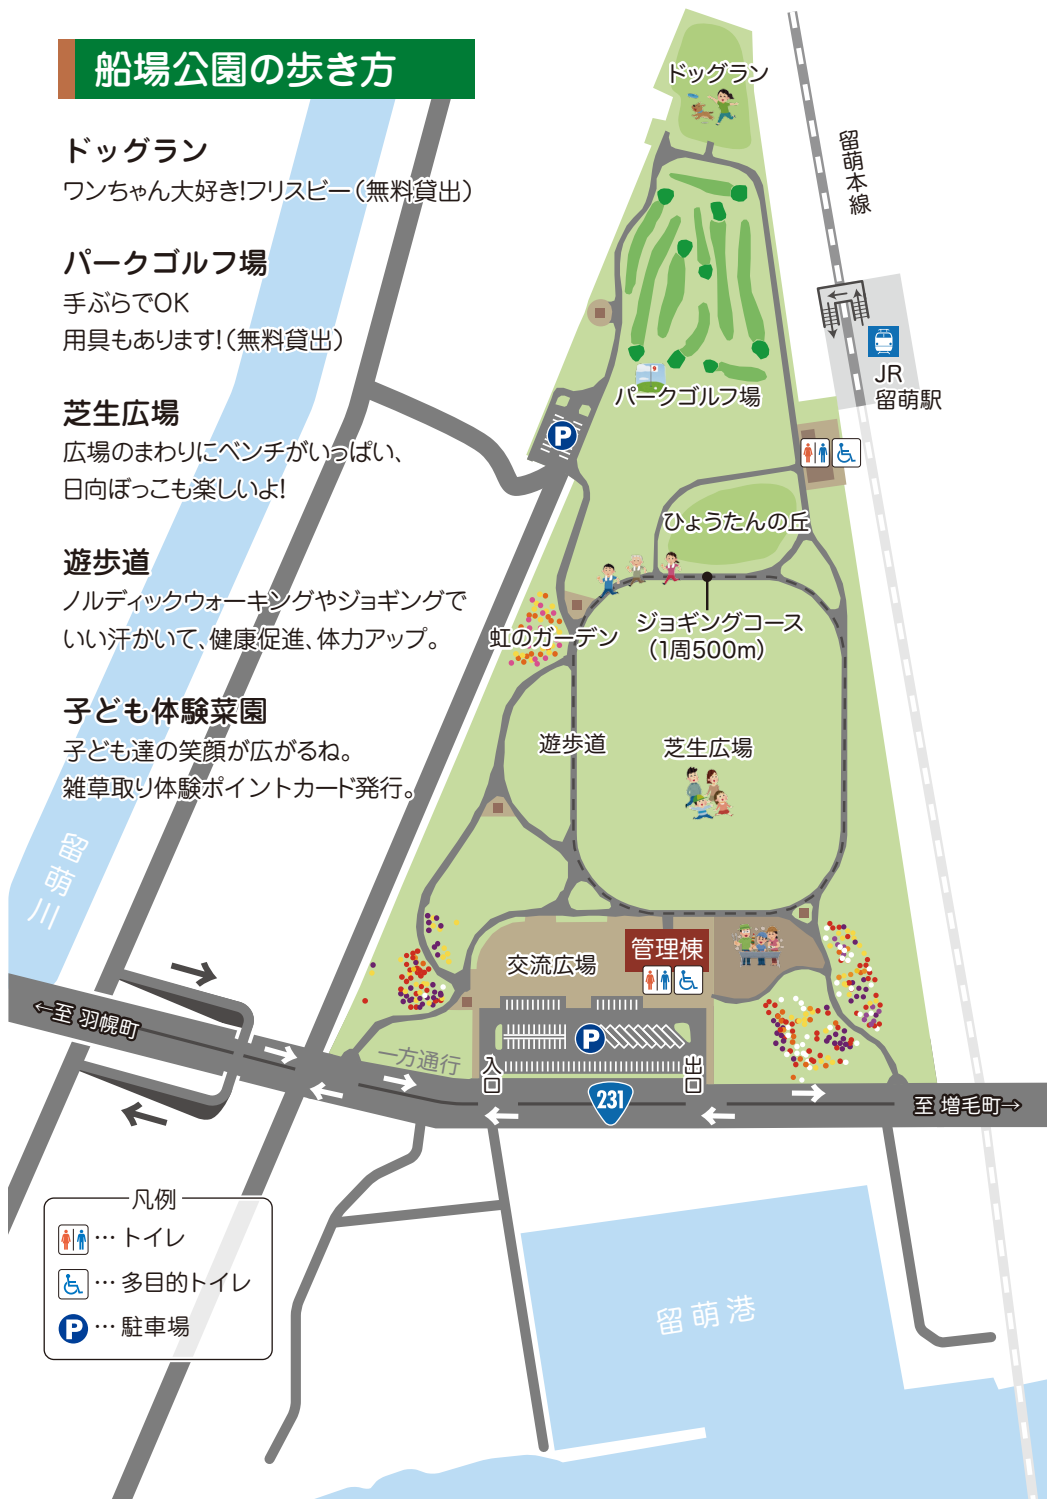 船場公園の歩き方
ドッグラン
ワンちゃん大好き!フリスビー（無料貸出）
パークゴルフ場
手ぶらでOK
用具もあります!（無料貸出）
芝生広場
広場のまわりにベンチがいっぱい、
日向ぼっこも楽しいよ!
遊歩道
ノルディックウォーキングやジョギングで
いい汗かいて、健康促進、体力アップ。
子ども体験菜園
子ども達の笑顔が広がるね。
雑草取り体験ポイントカード発行。
ドッグラン
留萌本線
JR
留萌駅
パークゴルフ場
P
ひょうたんの丘
ジョギングコース
（1周500m）
虹のガーデン
遊歩道
芝生広場
留萌川
管理棟
交流広場
←至 羽幌町
一方通行
入口
P
出口
231
至 増毛町→
凡例
…トイレ
…多目的トイレ
P…駐車場
留萌港